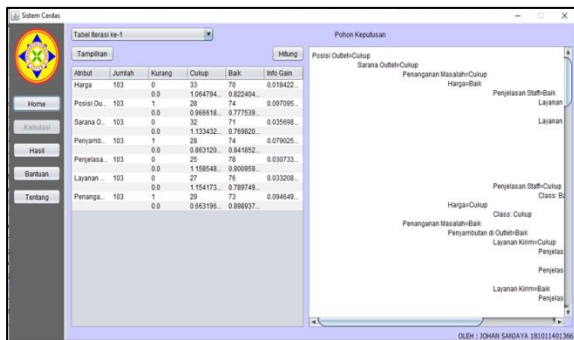 Sistem Cerdas
Tabel Iterasi ke-1
Pohon Keputusan
Tampilkan Hitung
Atribut Jumlah Kurang Cukup Baik Info Gain
Harga 103 0 33 70 0.018422...
0.0 1.064794... 0.822404...
Posisi Ou... 103 1 28 74 0.097095...
0.0 0.966618... 0.777539...
Sarana O... 103 0 32 71 0.035698...
0.0 1.133432... 0.769820...
Penyamb... 103 1 28 74 0.079025...
0.0 0.863120... 0.841852...
Penjelasa... 103 0 25 78 0.030733...
0.0 1.158548... 0.800959...
Layanan ... 103 0 27 76 0.033208...
0.0 1.154173... 0.789749...
Penanga... 103 1 29 73 0.094649...
0.0 0.663196... 0.898937...
Home
Kalkulasi
Hasil
Bantuan
Tentang
Posisi Outlet=Cukup
Sarana Outlet=Cukup
Penanganan Masalah=Cukup
Harga=Baik
Penjelasan Staff=Baik
Layanan
Layanan
Penjelasan Staff=Cukup
Class: Ba
Harga=Cukup
Class: Cukup
Penanganan Masalah=Baik
Penyambutan di Outlet=Baik
Layanan Kirim=Cukup
Penjelas
Penjelas
Layanan Kirim=Baik
Penjelas
OLEH : JOHAN SANJAYA 181011401366